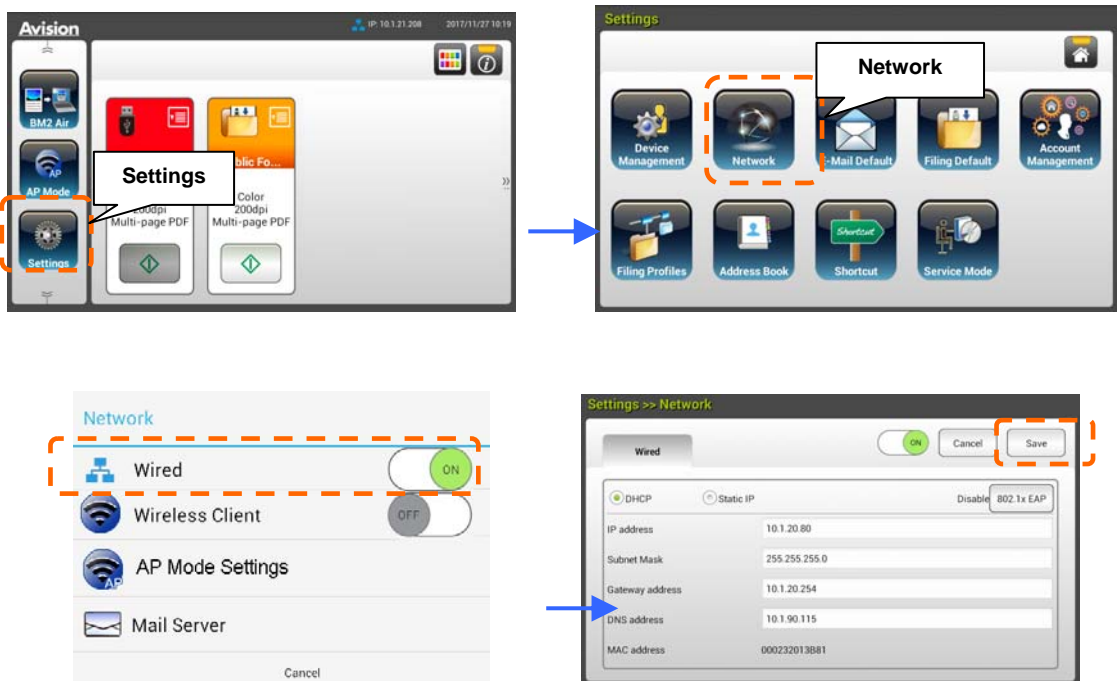 Avision
IP: 10.1.21.208 2017/11/27 10:19
BM2 Air
AP
AP Mode
Settings
Settings
blic Fo...
200dpi
Multi-page PDF
Color
200dpi
Multi-page PDF
Settings
Network
Device
Management
Network
-Mail Default
Filing Default
Account
Management
Filing Profiles
Address Book
Shortcut
Shortcut
Service Mode
Network
Wired ON
Wireless Client OFF
AP
AP Mode Settings
Mail Server
Cancel
Settings >> Network
Wired ON Cancel Save
DHCP Static IP Disable 802.1x EAP
IP address 10.1.20.80
Subnet Mask 255.255.255.0
Gateway address 10.1.20.254
DNS address 10.1.90.115
MAC address 000232013B81